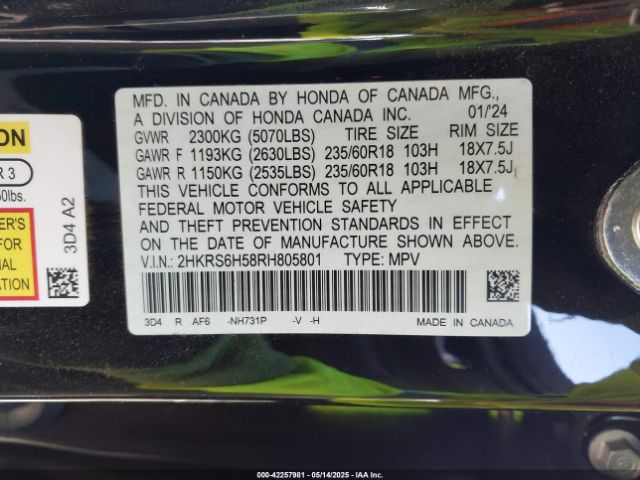 ON
R 3
50lbs.
ER'S
FOR
NAL
ATION
3D4 A2
MFD. IN CANADA BY HONDA OF CANADA MFG.,
A DIVISION OF HONDA CANADA INC. 01/24
GVWR 2300KG (5070LBS) TIRE SIZE RIM SIZE
GAWR F 1193KG (2630LBS) 235/60R18 103H 18X7.5J
GAWR R 1150KG (2535LBS) 235/60R18 103H 18X7.5J
THIS VEHICLE CONFORMS TO ALL APPLICABLE
FEDERAL MOTOR VEHICLE SAFETY
AND THEFT PREVENTION STANDARDS IN EFFECT
ON THE DATE OF MANUFACTURE SHOWN ABOVE.
V.I.N.: 2HKRS6H58RH805801 TYPE: MPV
3D4 R AF6 -NH731P -V -H MADE IN CANADA
000-42257981 - 05/14/2025 - IAAI, Inc.